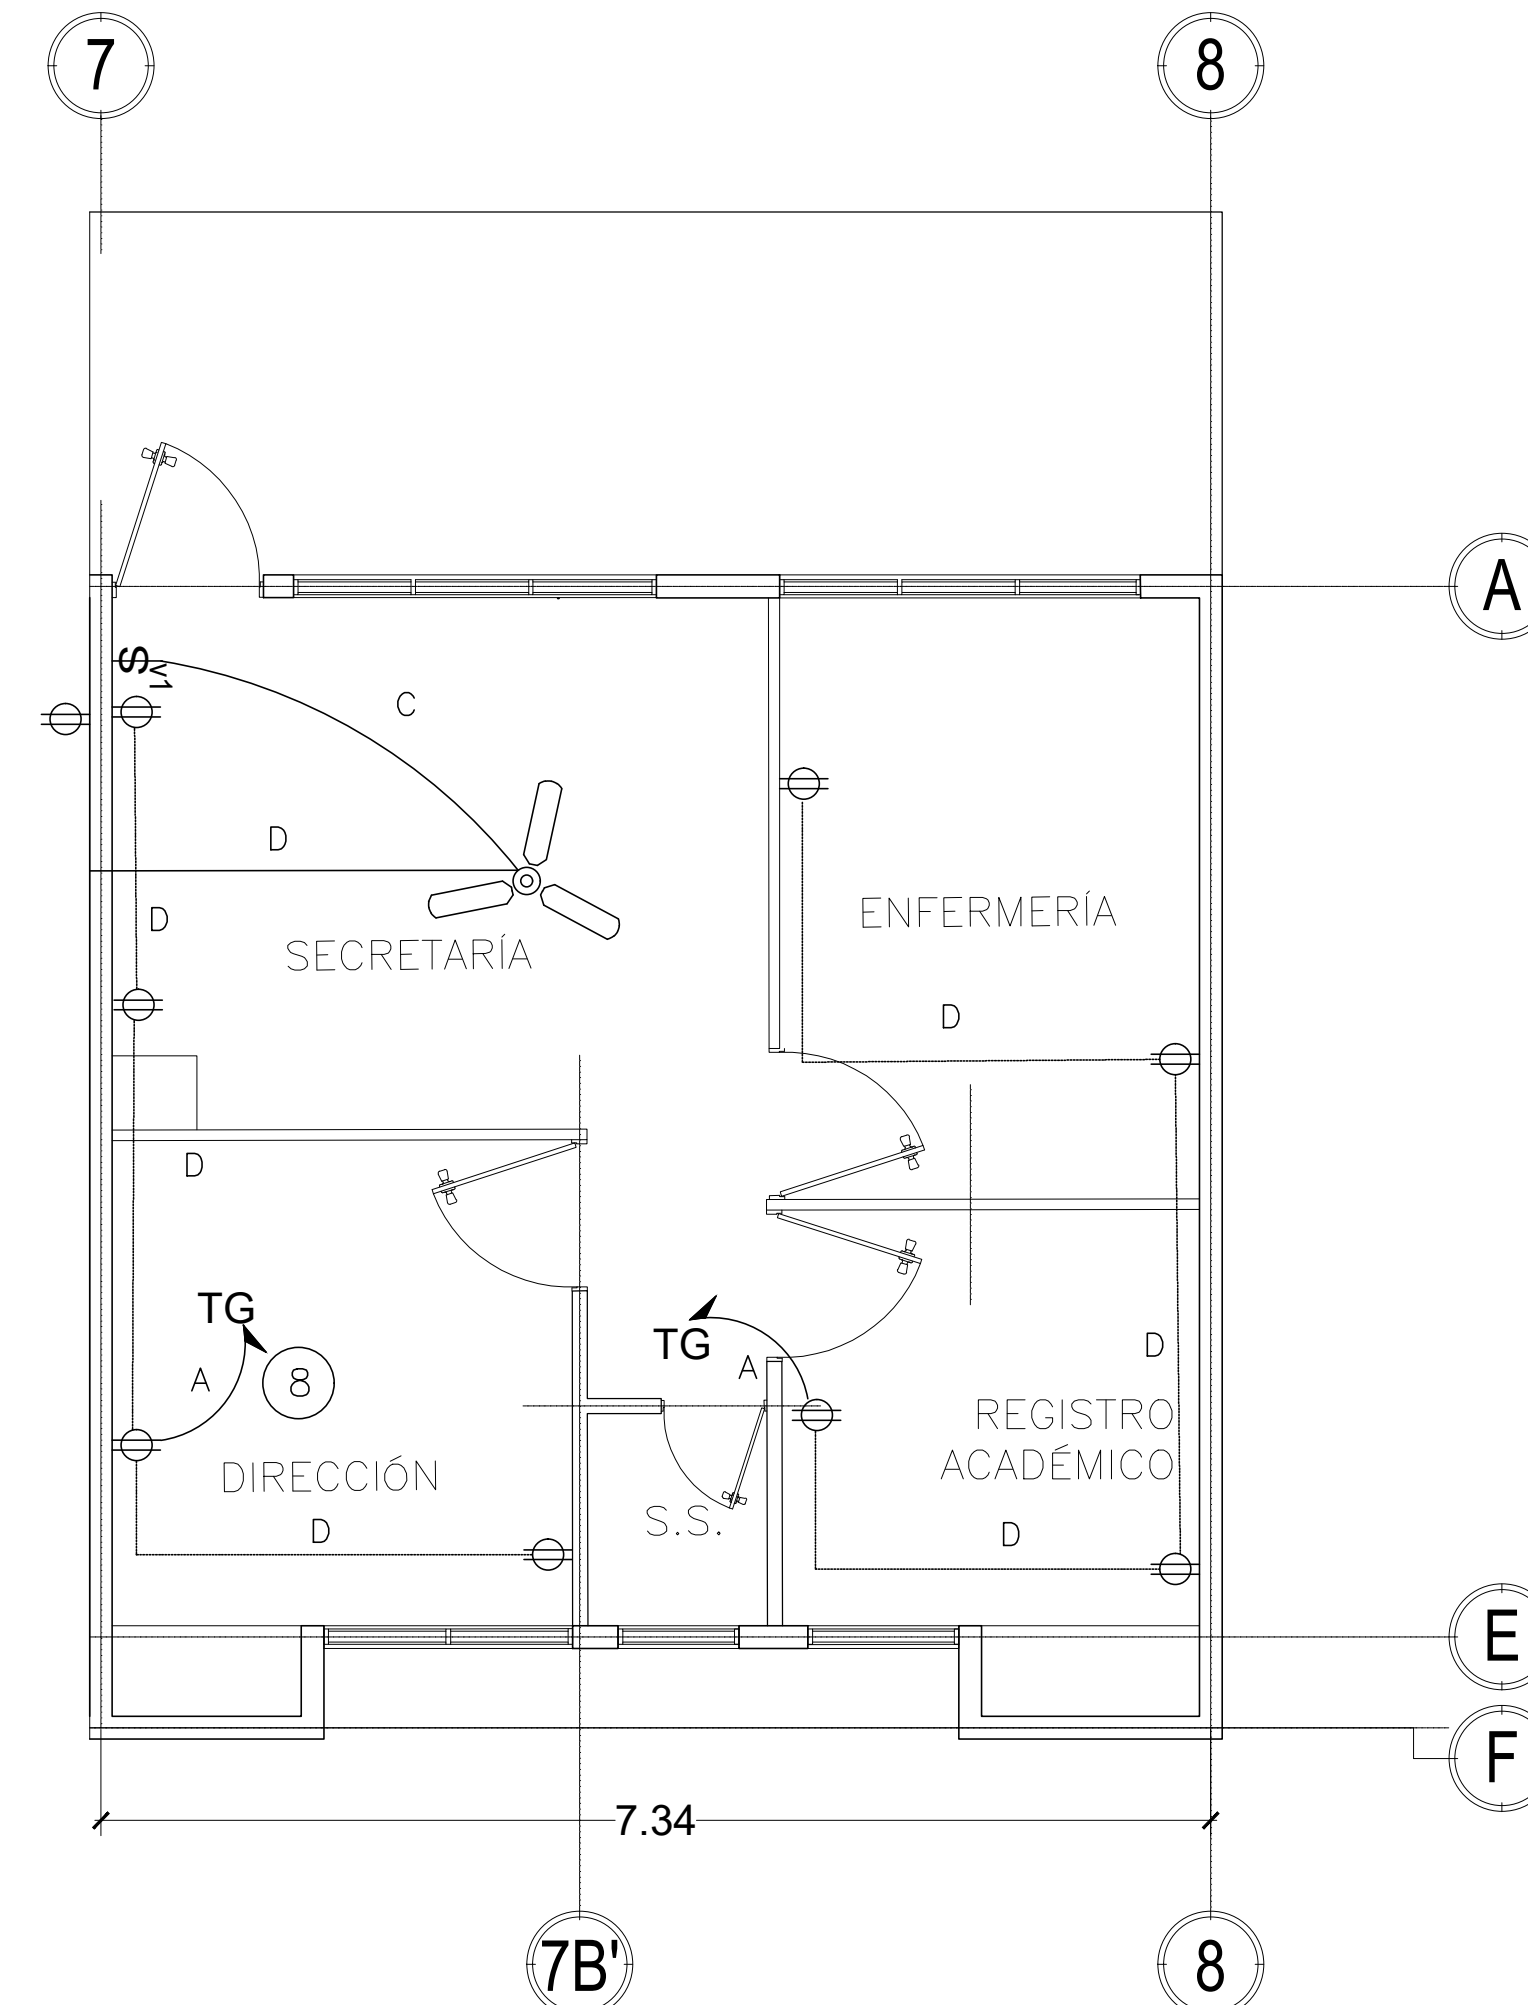 7
8
A
S
v1
C
D
D
ENFERMERÍA
SECRETARÍA
D
D
TG
TG
A
A
8
D
REGISTRO
ACADÉMICO
DIRECCIÓN
S.S.
D
D
E
F
7.34
7B'
8